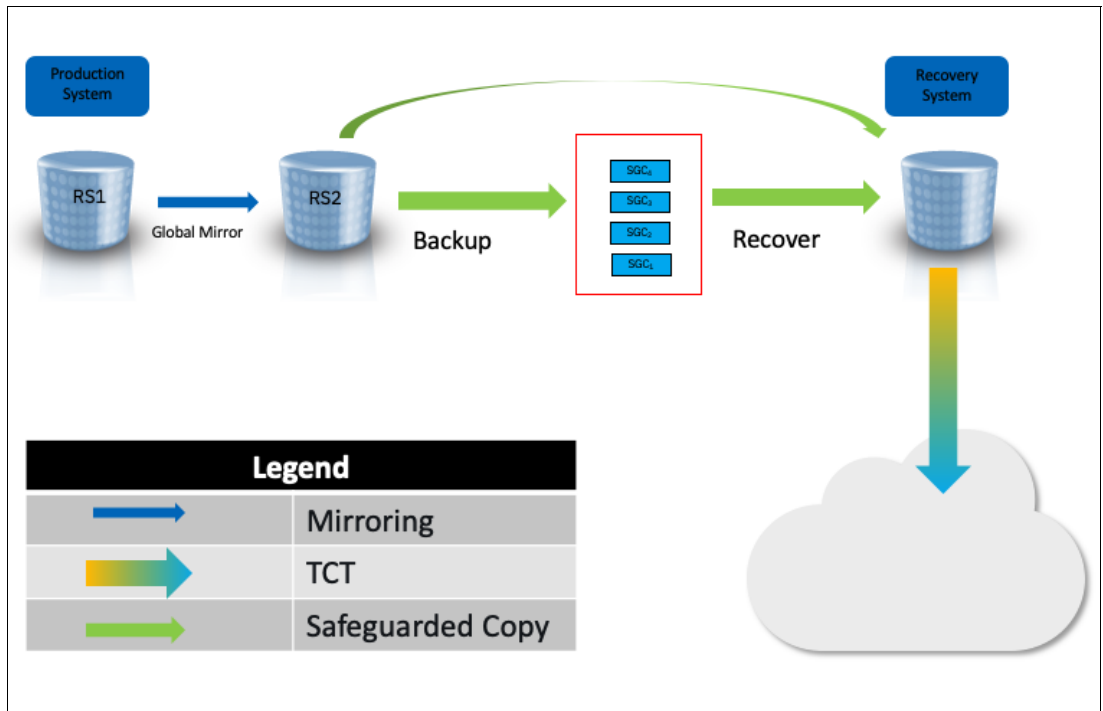 Production
System
Recovery
System
RS1
RS2
Global Mirror
Backup
SGC₄
SGC₃
SGC₂
SGC₁
Recover
Legend
Mirroring
TCT
Safeguarded Copy